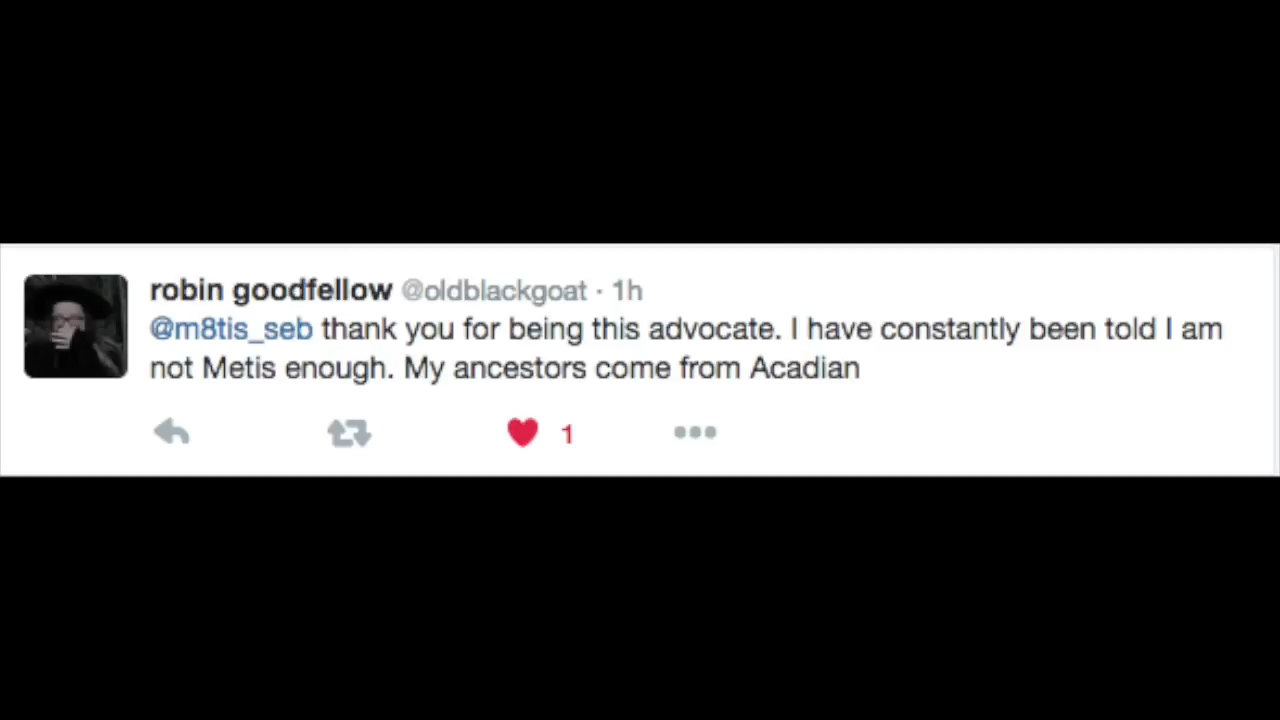 robin goodfellow @oldblackgoat · 1h
@m8tis_seb thank you for being this advocate. I have constantly been told I am
not Metis enough. My ancestors come from Acadian
1